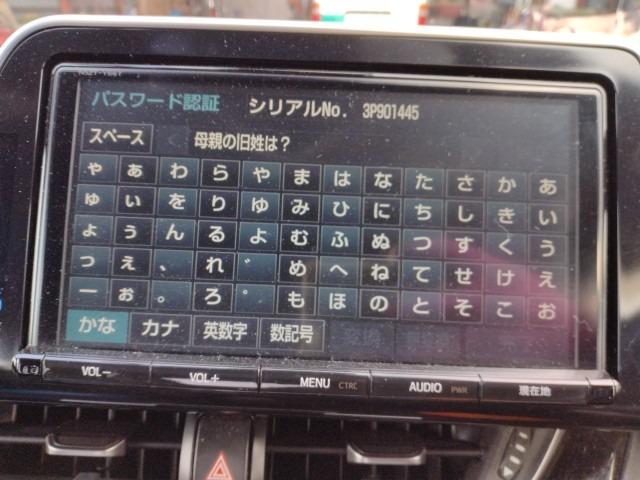 パスワード認証 シリアルNo. 3P901445
スペース 母親の旧姓は？
ゃ ぁ わ ら や ま は な た さ か あ
ゅ ぃ を り ゆ み ひ に ち し き い
ょ ぅ ん る よ む ふ ぬ つ す く う
っ ぇ 、 れ ゛ め へ ね て せ け え
ー ぉ 。 ろ ゜ も ほ の と そ こ お
かな カナ 英数字 数記号
VOL− VOL+ MENU CTRC AUDIO PWR 現在地